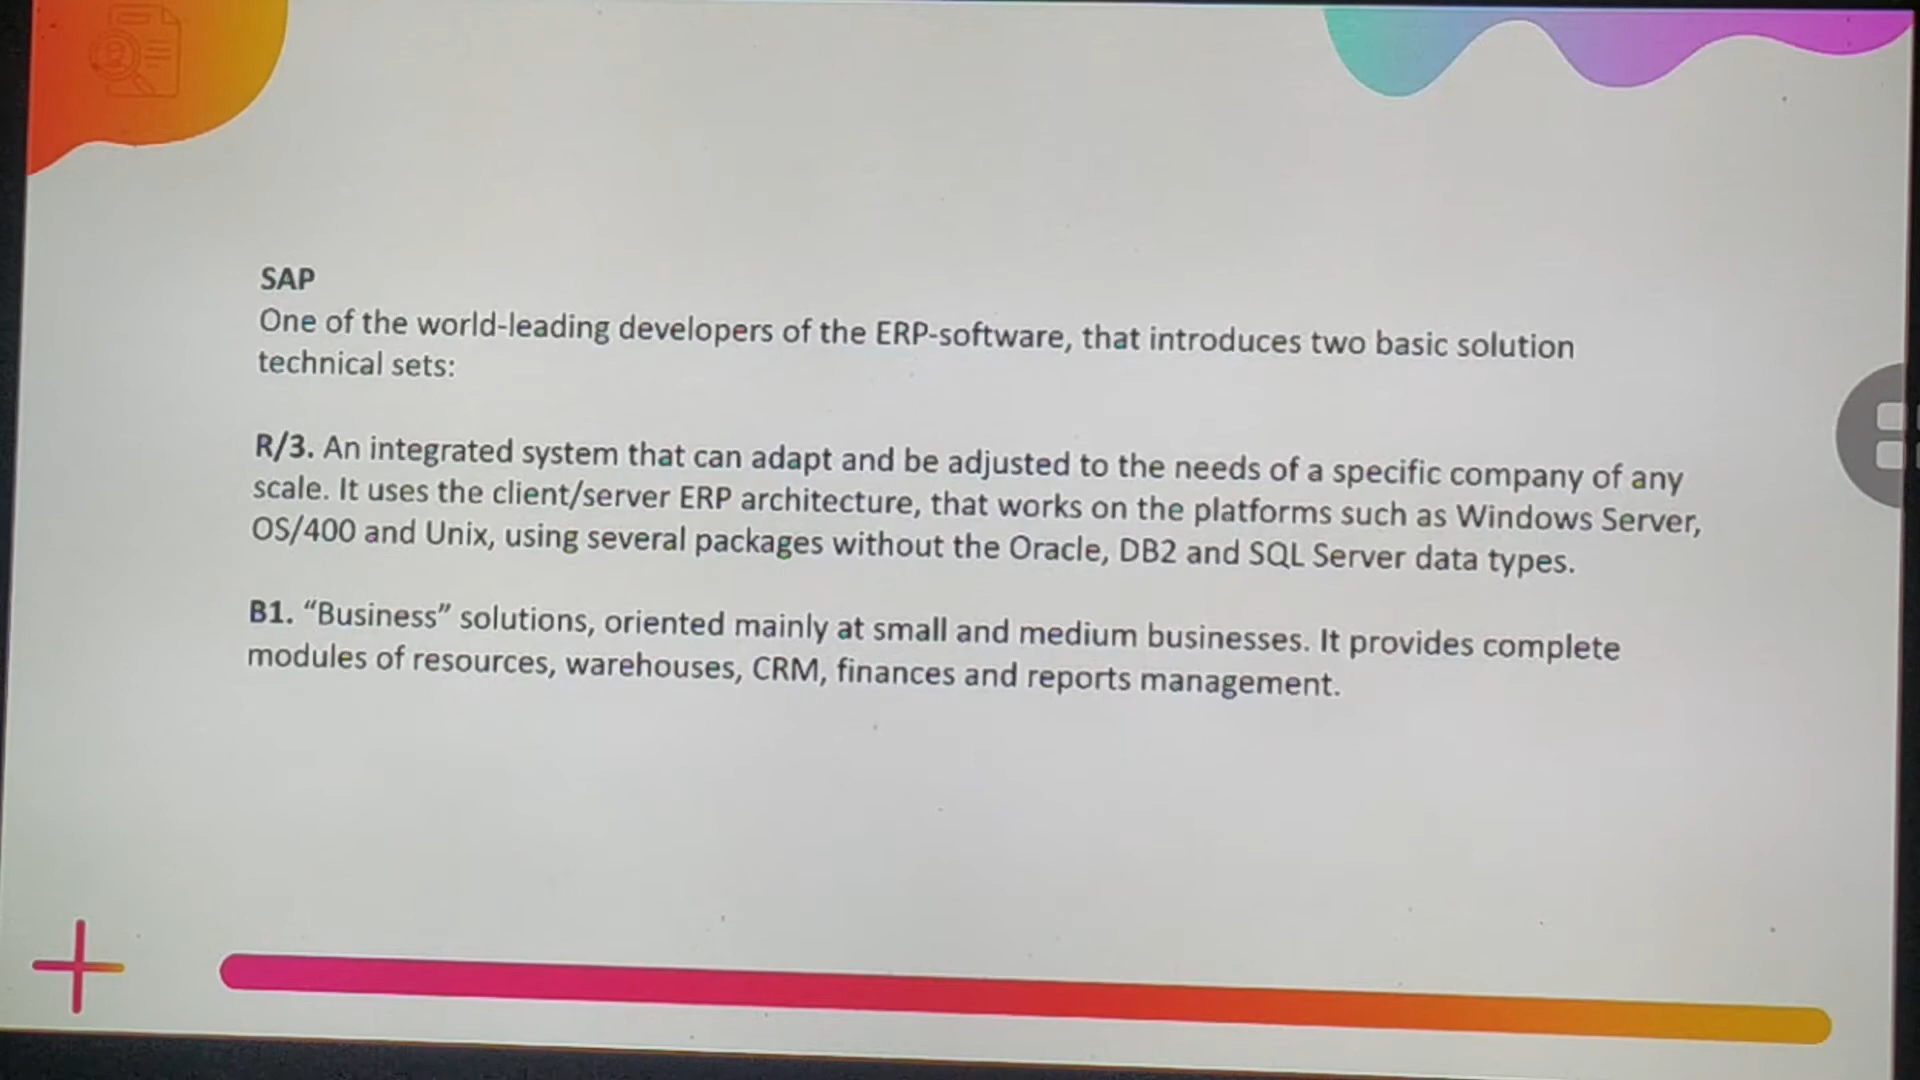 SAP
One of the world-leading developers of the ERP-software, that introduces two basic solution
technical sets:
R/3. An integrated system that can adapt and be adjusted to the needs of a specific company of any
scale. It uses the client/server ERP architecture, that works on the platforms such as Windows Server,
OS/400 and Unix, using several packages without the Oracle, DB2 and SQL Server data types.
B1. “Business” solutions, oriented mainly at small and medium businesses. It provides complete
modules of resources, warehouses, CRM, finances and reports management.